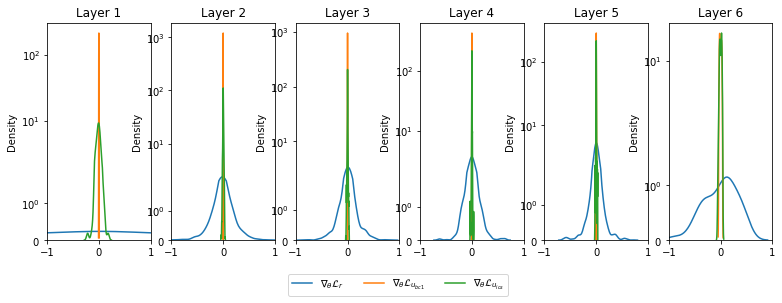 Layer 1 Layer 2 Layer 3 Layer 4 Layer 5 Layer 6
10² 10³ 10³ 10² 10² 10¹
10¹ 10² 10² 10¹ 10¹ 10⁰
10⁰ 10¹ 10¹ 10⁰ 10⁰
10⁰ 10⁰
0 0 0 0 0 0
Density Density Density Density Density Density
−1 0 1 −1 0 1 −1 0 1 −1 0 1 −1 0 1 −1 0 1
∇θℒr ∇θℒu_bc1 ∇θℒu_ics